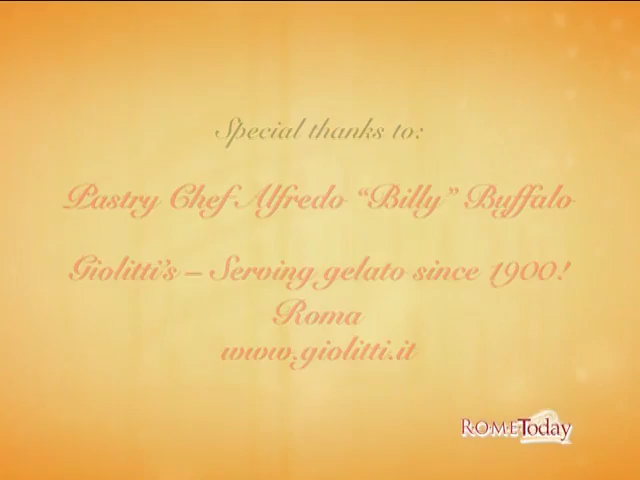 Special thanks to:
Pastry Chef Alfredo “Billy” Buffalo
Giolitti's – Serving gelato since 1900!
Roma
www.giolitti.it
ROMEToday